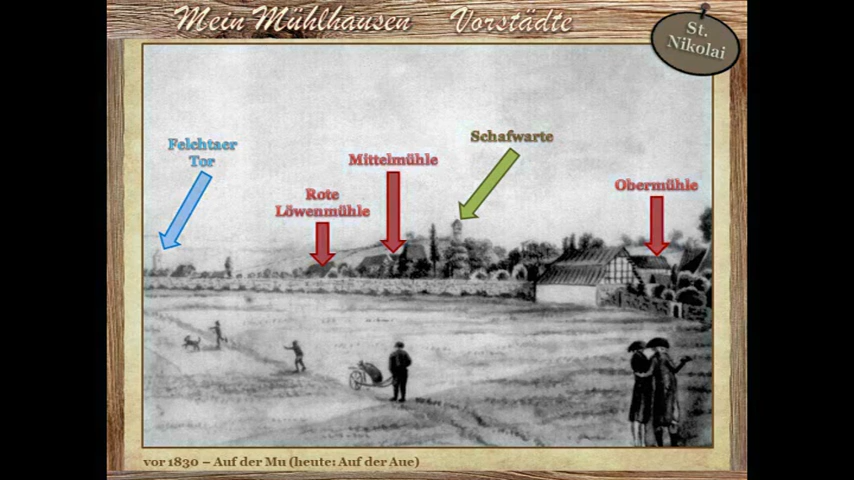 Mein Mühlhausen Vorstädte
St.
Nikolai
Felchtaer
Tor
Rote
Löwenmühle
Mittelmühle
Schafwarte
Obermühle
vor 1830 – Auf der Mu (heute: Auf der Aue)